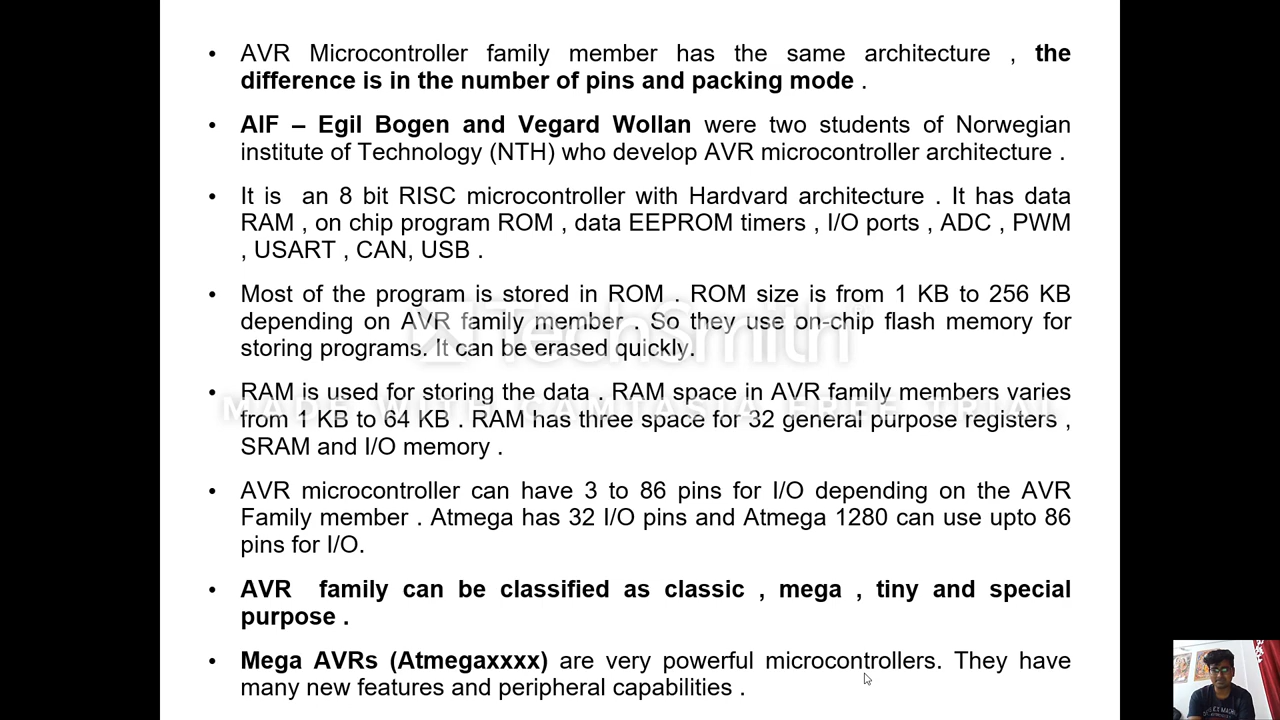 • AVR Microcontroller family member has the same architecture , the
difference is in the number of pins and packing mode .
• AIF – Egil Bogen and Vegard Wollan were two students of Norwegian
institute of Technology (NTH) who develop AVR microcontroller architecture .
• It is an 8 bit RISC microcontroller with Hardvard architecture . It has data
RAM , on chip program ROM , data EEPROM timers , I/O ports , ADC , PWM
, USART , CAN, USB .
• Most of the program is stored in ROM . ROM size is from 1 KB to 256 KB
depending on AVR family member . So they use on-chip flash memory for
storing programs. It can be erased quickly.
TechSmith
• RAM is used for storing the data . RAM space in AVR family members varies
MADE WITH CAMTASIA FREE TRIAL
from 1 KB to 64 KB . RAM has three space for 32 general purpose registers ,
SRAM and I/O memory .
• AVR microcontroller can have 3 to 86 pins for I/O depending on the AVR
Family member . Atmega has 32 I/O pins and Atmega 1280 can use upto 86
pins for I/O.
• AVR family can be classified as classic , mega , tiny and special
purpose .
• Mega AVRs (Atmegaxxxx) are very powerful microcontrollers. They have
many new features and peripheral capabilities .